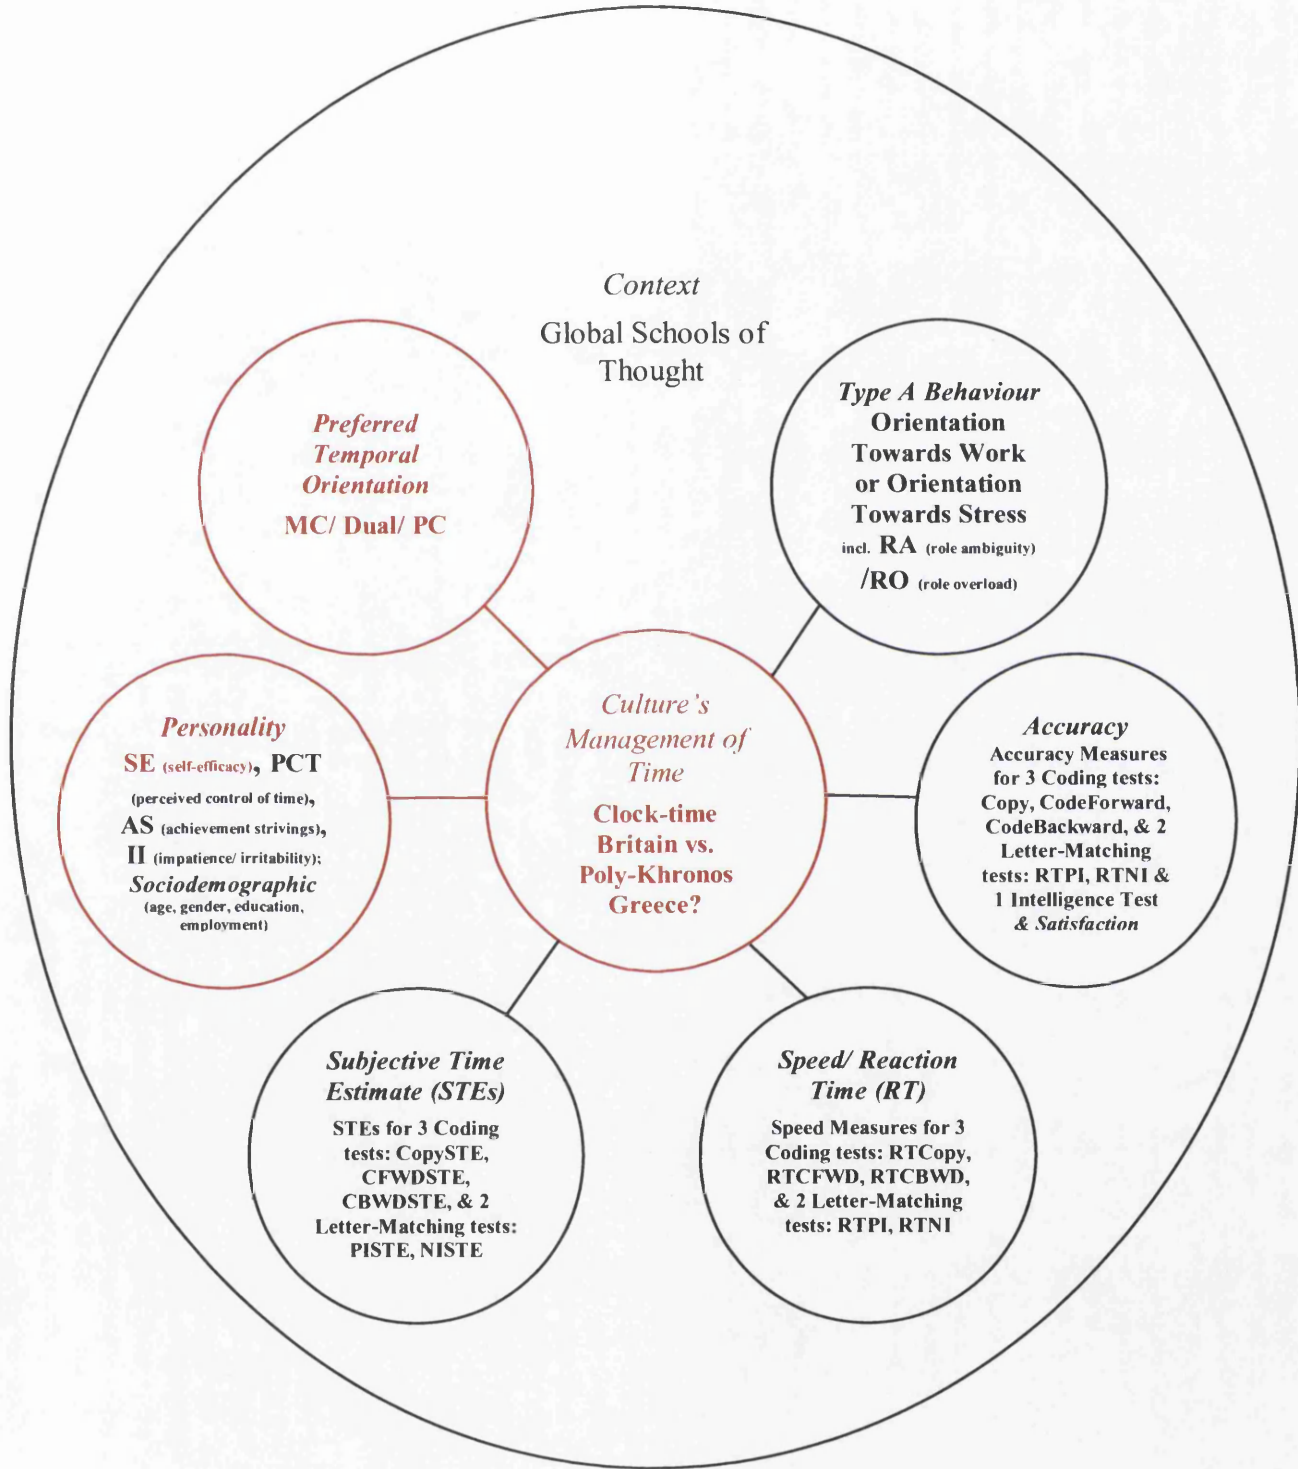 Context
Global Schools of
Thought
Preferred
Temporal
Orientation
MC/ Dual/ PC
Type A Behaviour
Orientation
Towards Work
or Orientation
Towards Stress
incl. RA (role ambiguity)
/RO (role overload)
Culture's
Management of
Time
Clock-time
Britain vs.
Poly-Khronos
Greece?
Personality
SE (self-efficacy), PCT
(perceived control of time),
AS (achievement strivings),
II (impatience/ irritability);
Sociodemographic
(age, gender, education,
employment)
Accuracy
Accuracy Measures
for 3 Coding tests:
Copy, CodeForward,
CodeBackward, & 2
Letter-Matching
tests: RTPI, RTNI &
1 Intelligence Test
& Satisfaction
Subjective Time
Estimate (STEs)
STEs for 3 Coding
tests: CopySTE,
CFWDSTE,
CBWDSTE, & 2
Letter-Matching tests:
PISTE, NISTE
Speed/ Reaction
Time (RT)
Speed Measures for 3
Coding tests: RTCopy,
RTCFWD, RTCBWD,
& 2 Letter-Matching
tests: RTPI, RTNI